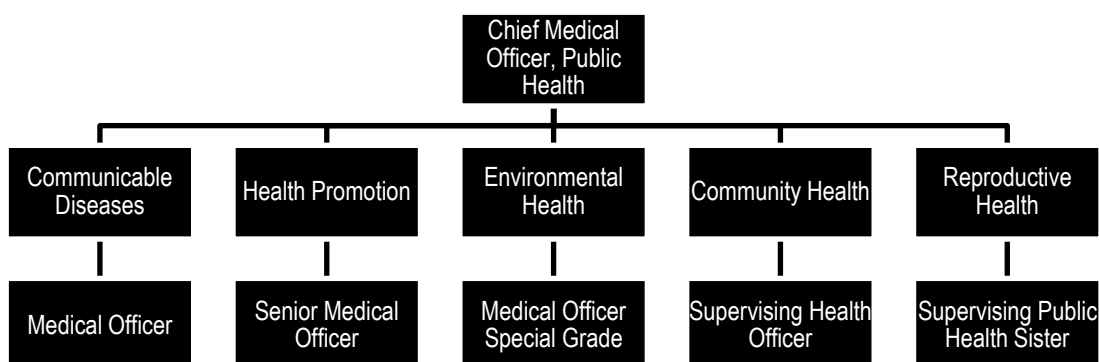 Chief Medical
Officer, Public
Health
Communicable
Diseases
Health Promotion
Environmental
Health
Community Health
Reproductive
Health
Medical Officer
Senior Medical
Officer
Medical Officer
Special Grade
Supervising Health
Officer
Supervising Public
Health Sister